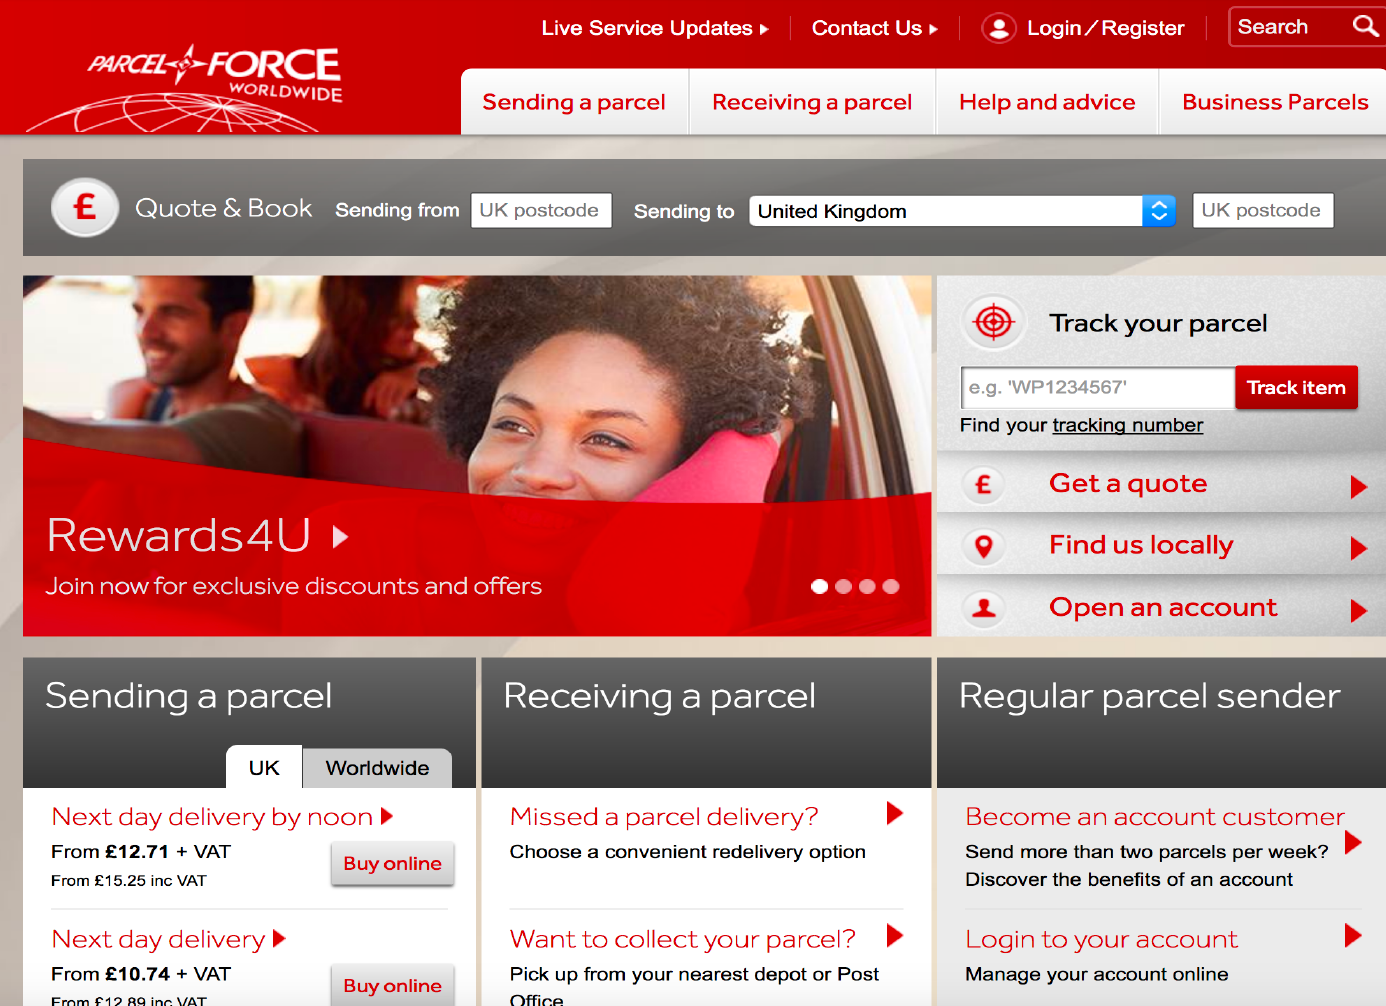 Live Service Updates
Contact Us
Login/Register
Search
PARCEL FORCE
WORLDWIDE
Sending a parcel
Receiving a parcel
Help and advice
Business Parcels
£
Quote & Book
Sending from
UK postcode
Sending to
United Kingdom
UK postcode
Track your parcel
e.g. 'WP1234567'
Track item
Find your tracking number
£
Get a quote
Find us locally
Open an account
Rewards4U
Join now for exclusive discounts and offers
Sending a parcel
UK
Worldwide
Next day delivery by noon
From £12.71 + VAT
From £15.25 inc VAT
Buy online
Next day delivery
From £10.74 + VAT
From £12.89 inc VAT
Buy online
Receiving a parcel
Missed a parcel delivery?
Choose a convenient redelivery option
Want to collect your parcel?
Pick up from your nearest depot or Post
Office
Regular parcel sender
Become an account customer
Send more than two parcels per week?
Discover the benefits of an account
Login to your account
Manage your account online